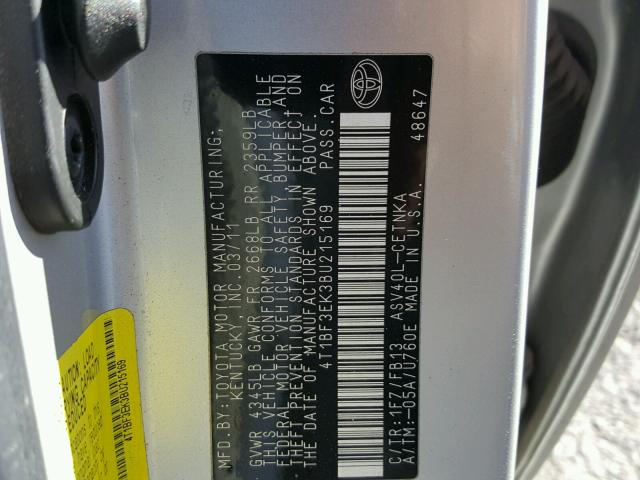 MFD.BY:TOYOTA MOTOR MANUFACTURING,
KENTUCKY, INC. 03/11
GVWR 4345LB GAWR FR 2668LB RR 2359LB
THIS VEHICLE CONFORMS TO ALL APPLICABLE
FEDERAL MOTOR VEHICLE SAFETY BUMPER AND
THEFT PREVENTION STANDARDS IN EFFECT ON
THE DATE OF MANUFACTURE SHOWN ABOVE.
4T1BF3EK3BU215169 PASS.CAR
C/TR:1F7/FB13 ASV40L-CETNKA
A/TM:-05A/U760E MADE IN U.S.A.
48647
4T1BF3EK3BU215169